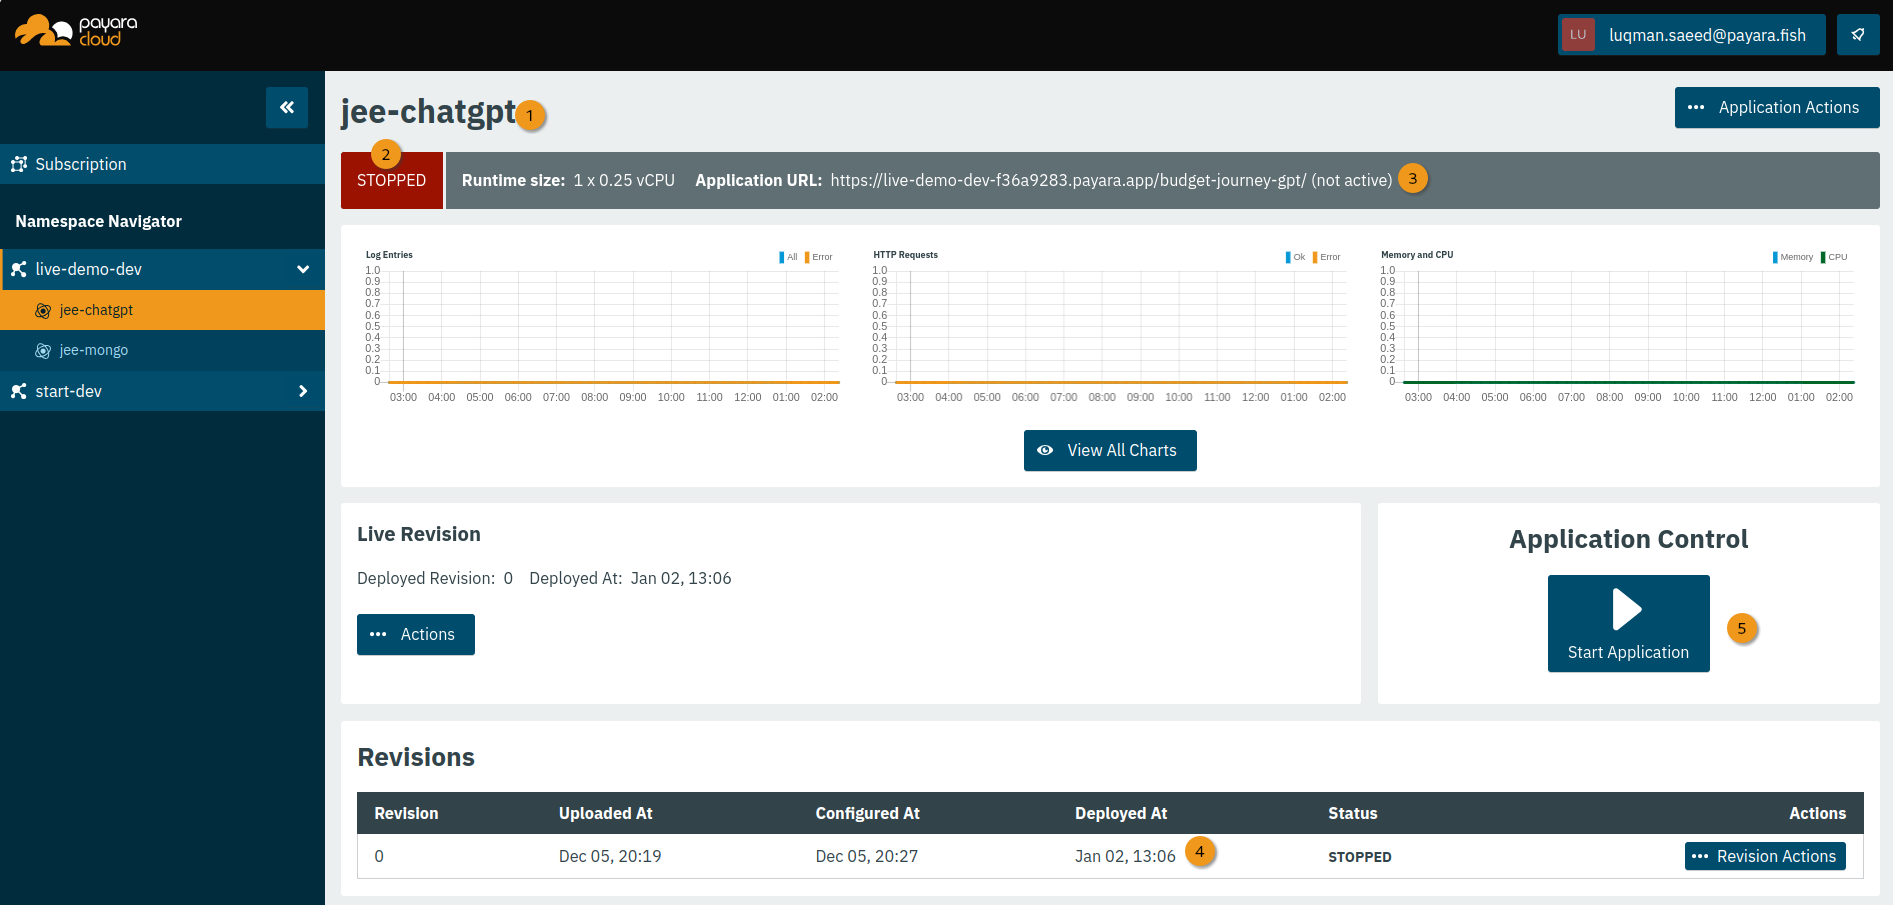 payara
cloud
LU luqman.saeed@payara.fish
Subscription
Namespace Navigator
live-demo-dev
jee-chatgpt
jee-mongo
start-dev
jee-chatgpt 1
Application Actions
2
STOPPED Runtime size: 1 x 0.25 vCPU Application URL: https://live-demo-dev-f36a9283.payara.app/budget-journey-gpt/ (not active) 3
Log Entries All Error
1.0
0.9
0.8
0.7
0.6
0.5
0.4
0.3
0.2
0.1
0
03:00 04:00 05:00 06:00 07:00 08:00 09:00 10:00 11:00 12:00 01:00 02:00
HTTP Requests Ok Error
1.0
0.9
0.8
0.7
0.6
0.5
0.4
0.3
0.2
0.1
0
03:00 04:00 05:00 06:00 07:00 08:00 09:00 10:00 11:00 12:00 01:00 02:00
Memory and CPU Memory CPU
1.0
0.9
0.8
0.7
0.6
0.5
0.4
0.3
0.2
0.1
0
03:00 04:00 05:00 06:00 07:00 08:00 09:00 10:00 11:00 12:00 01:00 02:00
View All Charts
Live Revision
Deployed Revision: 0 Deployed At: Jan 02, 13:06
Actions
Application Control
Start Application
5
Revisions
Revision Uploaded At Configured At Deployed At Status Actions
0 Dec 05, 20:19 Dec 05, 20:27 Jan 02, 13:06 4 STOPPED Revision Actions